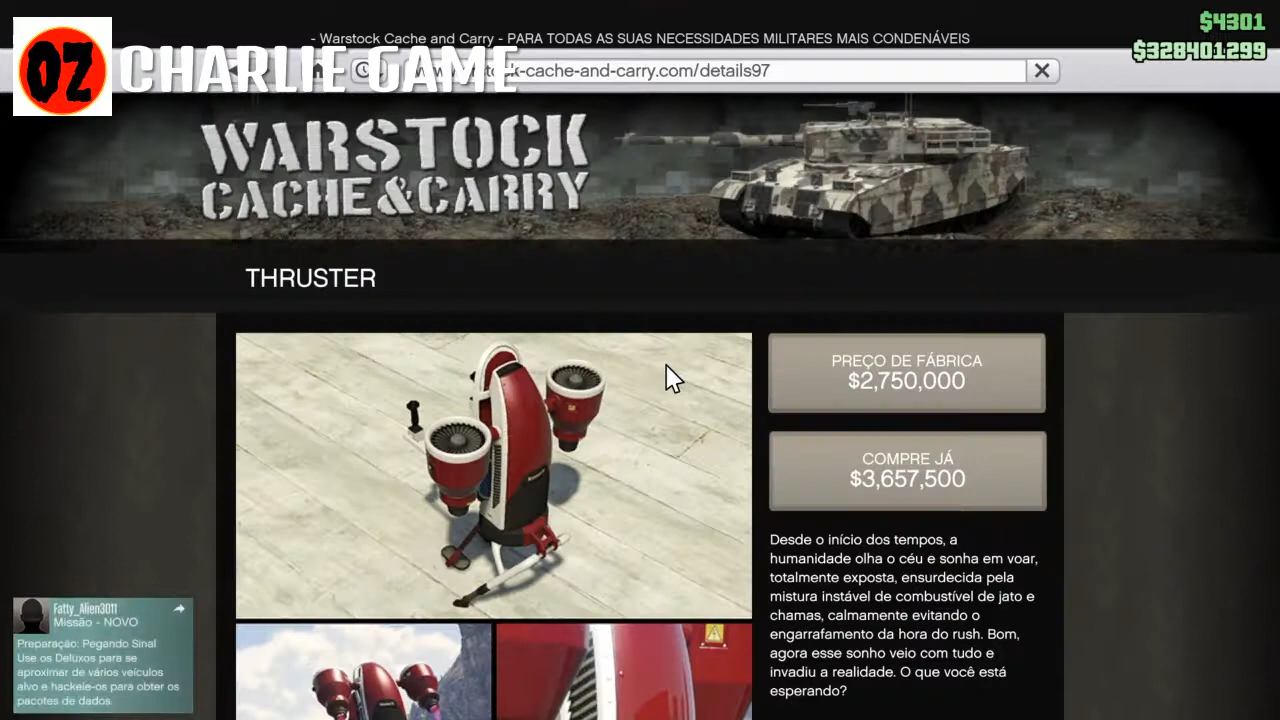 $4301
- Warstock Cache and Carry - PARA TODAS AS SUAS NECESSIDADES MILITARES MAIS CONDENÁVEIS
$328401299
OZ CHARLIE GAME
stock-cache-and-carry.com/details97
WARSTOCK
CACHE&CARRY
THRUSTER
PREÇO DE FÁBRICA
$2,750,000
COMPRE JÁ
$3,657,500
Desde o início dos tempos, a
humanidade olha o céu e sonha em voar,
totalmente exposta, ensurdecida pela
mistura instável de combustível de jato e
chamas, calmamente evitando o
engarrafamento da hora do rush. Bom,
agora esse sonho veio com tudo e
invadiu a realidade. O que você está
esperando?
Fatty_Alien3011
Missão - NOVO
Preparação: Pegando Sinal
Use os Deluxos para se
aproximar de vários veículos
alvo e hackeie-os para obter os
pacotes de dados.